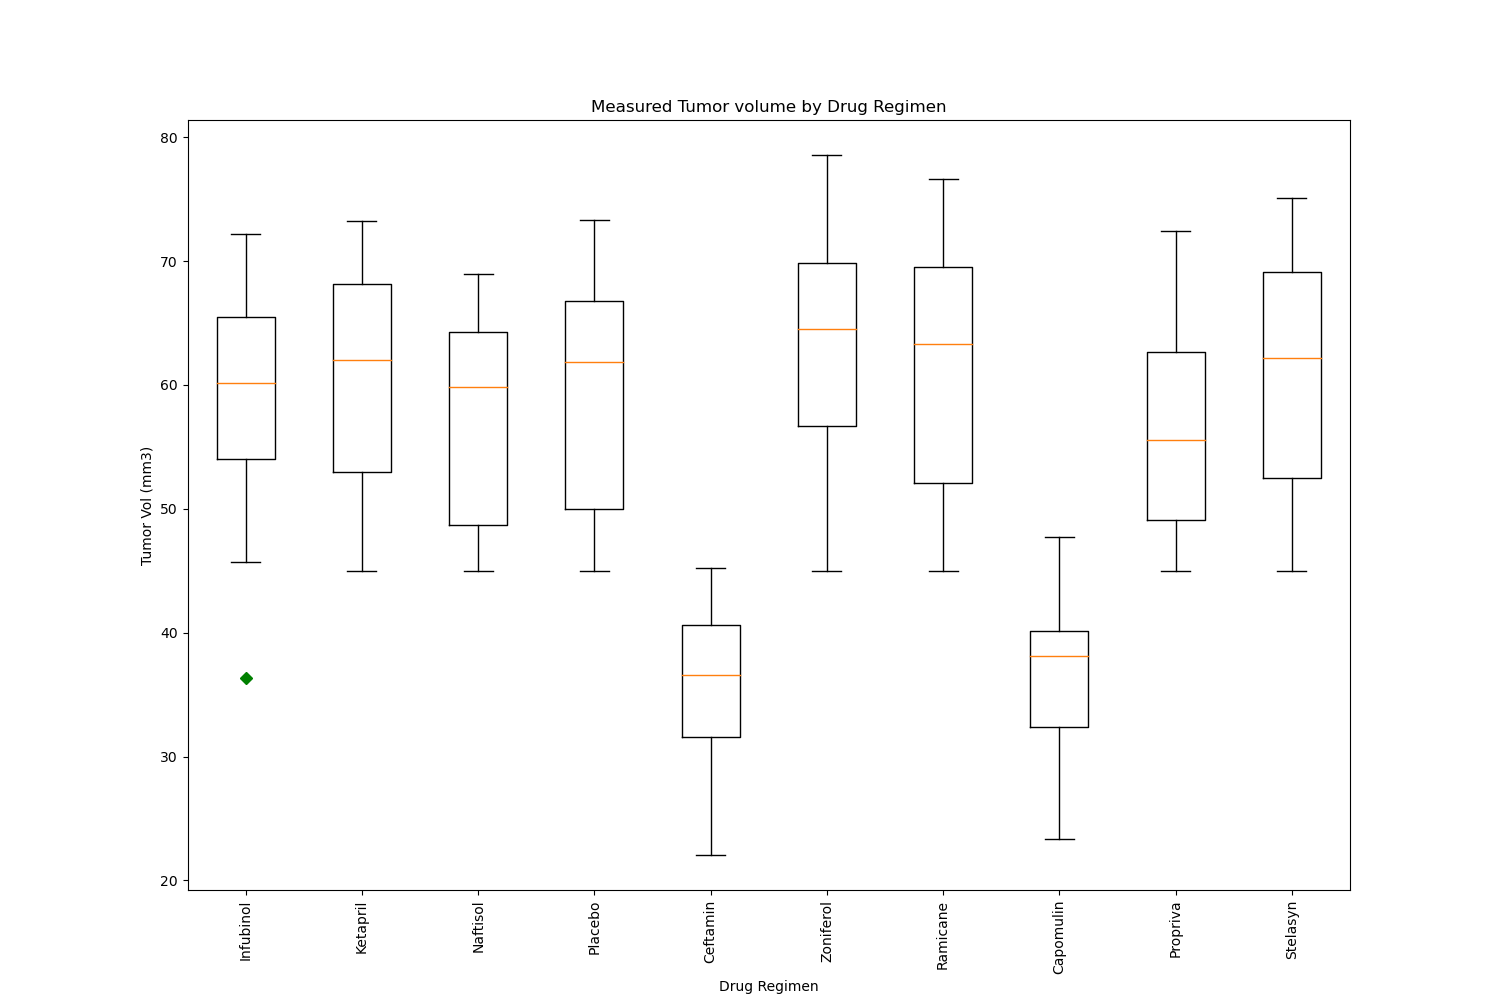 Measured Tumor volume by Drug Regimen
80
70
60
50
40
30
20
Tumor Vol (mm3)
Infubinol
Ketapril
Naftisol
Placebo
Ceftamin
Zoniferol
Ramicane
Capomulin
Propriva
Stelasyn
Drug Regimen